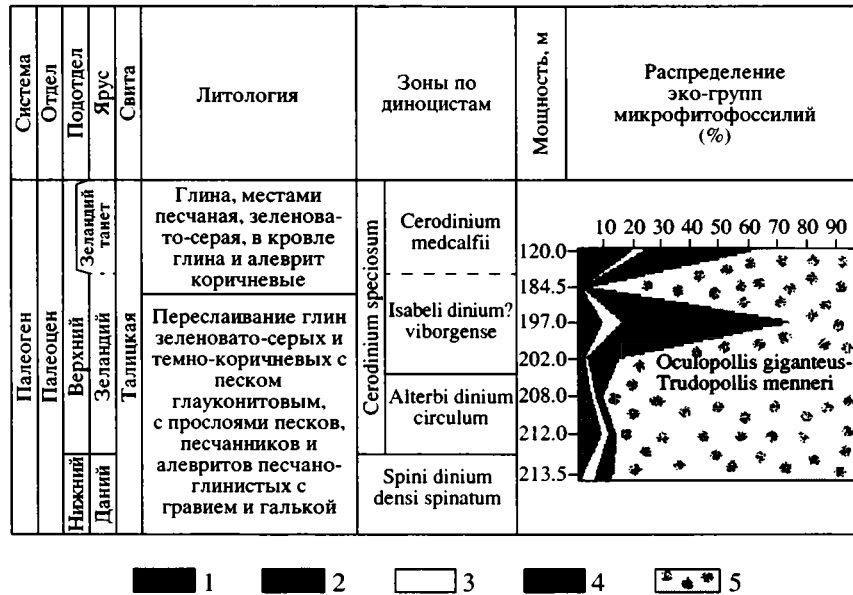 Система
Отдел
Подотдел
Ярус
Свита
Литология
Зоны по
диноцистам
Мощность, м
Распределение
эко-групп
микрофитофоссилий
(%)
Палеоген
Палеоцен
Нижний
Верхний
Даний
Зеландий
Зеландий
танет
Талицкая
Глина, местами
песчаная, зеленова-
то-серая, в кровле
глина и алеврит
коричневые
Переслаивание глин
зеленовато-серых и
темно-коричневых с
песком
глауконитовым,
с прослоями песков,
песчанников и
алевритов песчано-
глинистых с
гравием и галькой
Cerodinium speciosum
Cerodinium
medcalfii
Isabeli dinium?
viborgense
Alterbi dinium
circulum
Spini dinium
densi spinatum
120.0
184.5
197.0
202.0
208.0
212.0
213.5
10 20 30 40 50 60 70 80 90
Oculopollis giganteus-
Trudopollis menneri
1 2 3 4 5